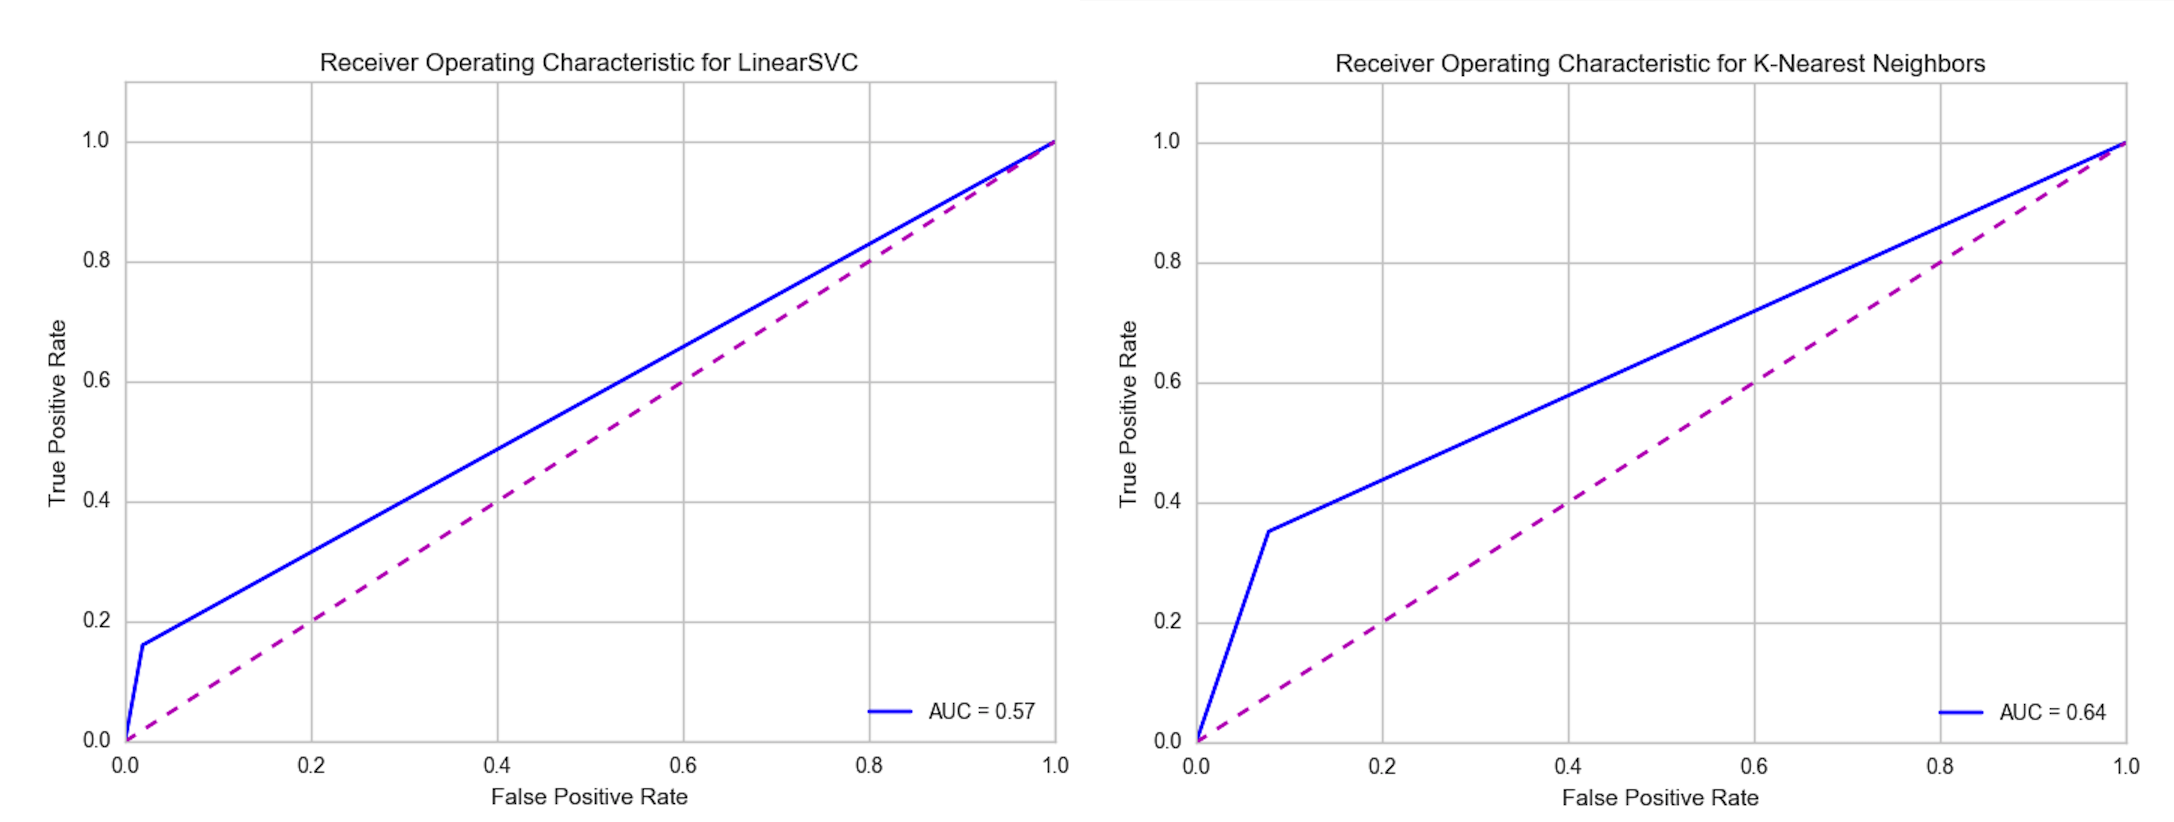 Receiver Operating Characteristic for LinearSVC
1.0
0.8
0.6
0.4
0.2
0.0
True Positive Rate
AUC = 0.57
0.0 0.2 0.4 0.6 0.8 1.0
False Positive Rate
Receiver Operating Characteristic for K-Nearest Neighbors
1.0
0.8
0.6
0.4
0.2
0.0
True Positive Rate
AUC = 0.64
0.0 0.2 0.4 0.6 0.8 1.0
False Positive Rate